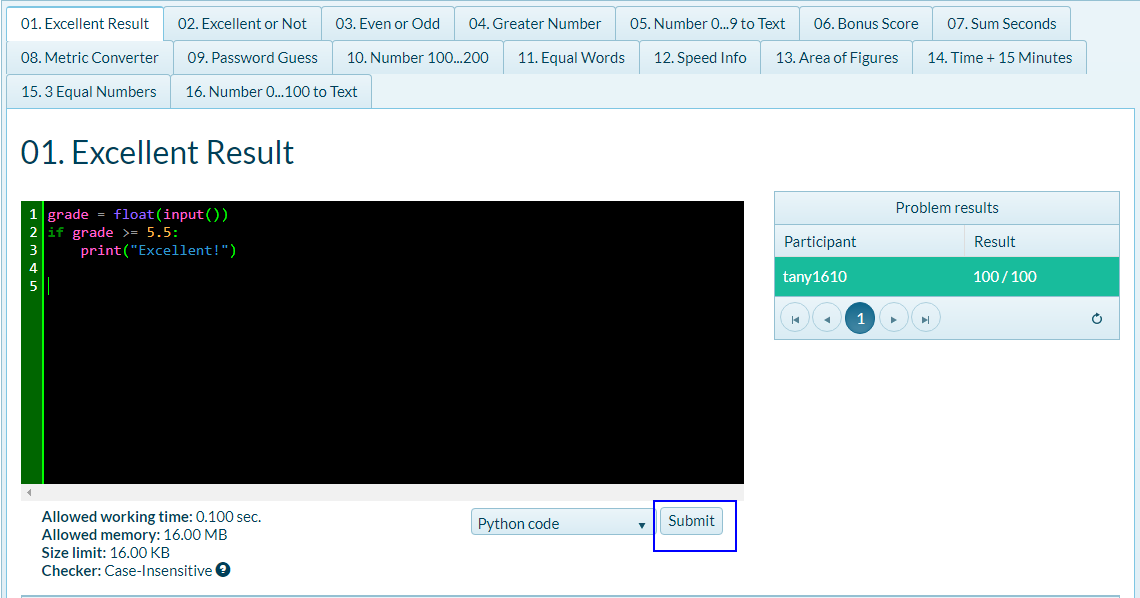 01. Excellent Result 02. Excellent or Not 03. Even or Odd 04. Greater Number 05. Number 0...9 to Text 06. Bonus Score 07. Sum Seconds
08. Metric Converter 09. Password Guess 10. Number 100...200 11. Equal Words 12. Speed Info 13. Area of Figures 14. Time + 15 Minutes
15. 3 Equal Numbers 16. Number 0...100 to Text
01. Excellent Result
1 grade = float(input())
2 if grade >= 5.5:
3     print("Excellent!")
4
5
Allowed working time: 0.100 sec.
Allowed memory: 16.00 MB
Size limit: 16.00 KB
Checker: Case-Insensitive ?
Python code
Submit
Problem results
Participant Result
tany1610 100 / 100
1